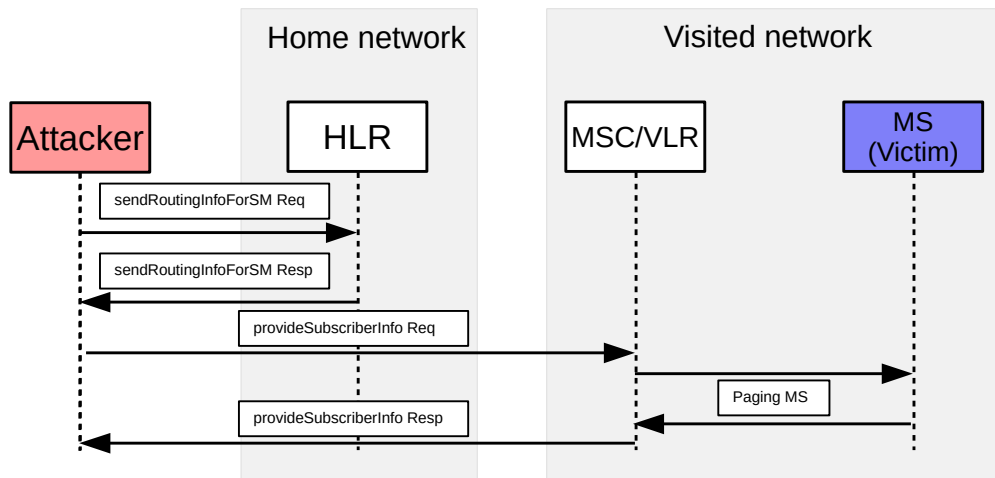 Home network
Visited network
Attacker
HLR
MSC/VLR
MS
(Victim)
sendRoutingInfoForSM Req
sendRoutingInfoForSM Resp
provideSubscriberInfo Req
Paging MS
provideSubscriberInfo Resp